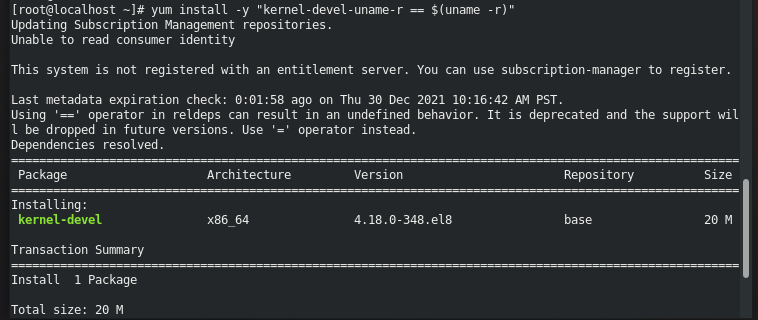 [root@localhost ~]# yum install -y "kernel-devel-uname-r == $(uname -r)"
Updating Subscription Management repositories.
Unable to read consumer identity
This system is not registered with an entitlement server. You can use subscription-manager to register.
Last metadata expiration check: 0:01:58 ago on Thu 30 Dec 2021 10:16:42 AM PST.
Using '==' operator in reldeps can result in an undefined behavior. It is deprecated and the support wil
l be dropped in future versions. Use '=' operator instead.
Dependencies resolved.
========================================================================================================
Package Architecture Version Repository Size
========================================================================================================
Installing:
kernel-devel x86_64 4.18.0-348.el8 base 20 M
Transaction Summary
========================================================================================================
Install 1 Package
Total size: 20 M